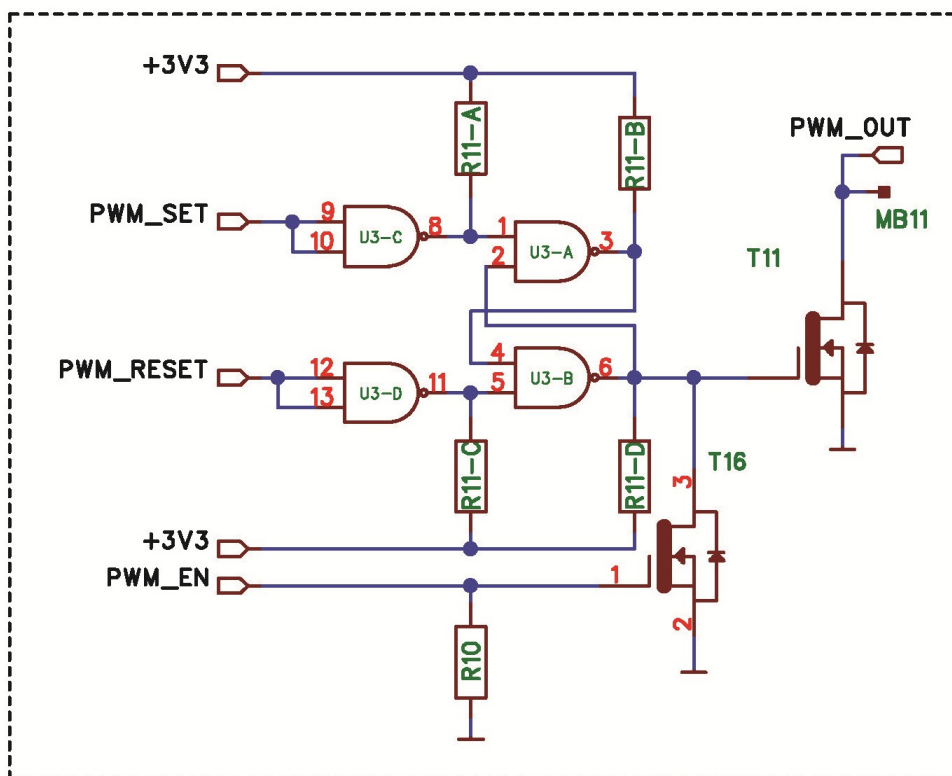 +3V3
R11-A
R11-B
PWM_OUT
MB11
PWM_SET
9
10
U3-C
8
1
2
U3-A
3
T11
PWM_RESET
12
13
U3-D
11
4
5
U3-B
6
R11-C
R11-D
T16
3
+3V3
PWM_EN
1
2
R10